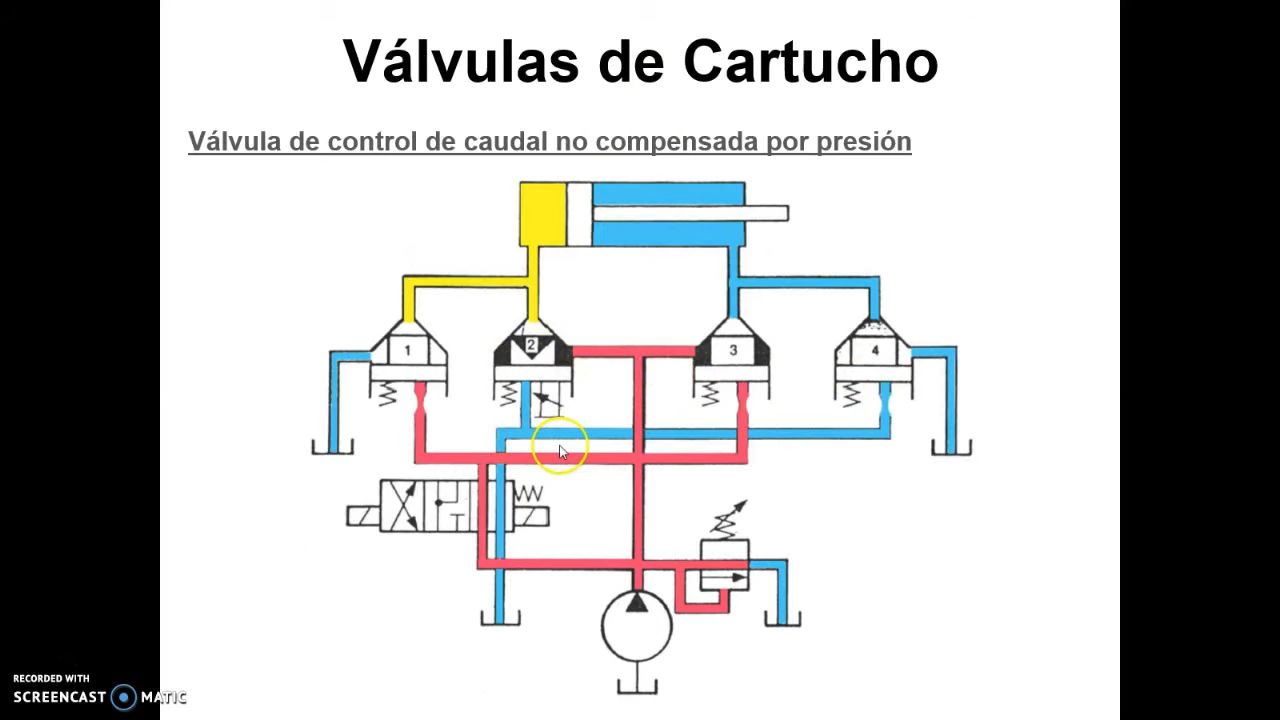 Válvulas de Cartucho
Válvula de control de caudal no compensada por presión
1
2
3
4
RECORDED WITH
SCREENCAST MATIC